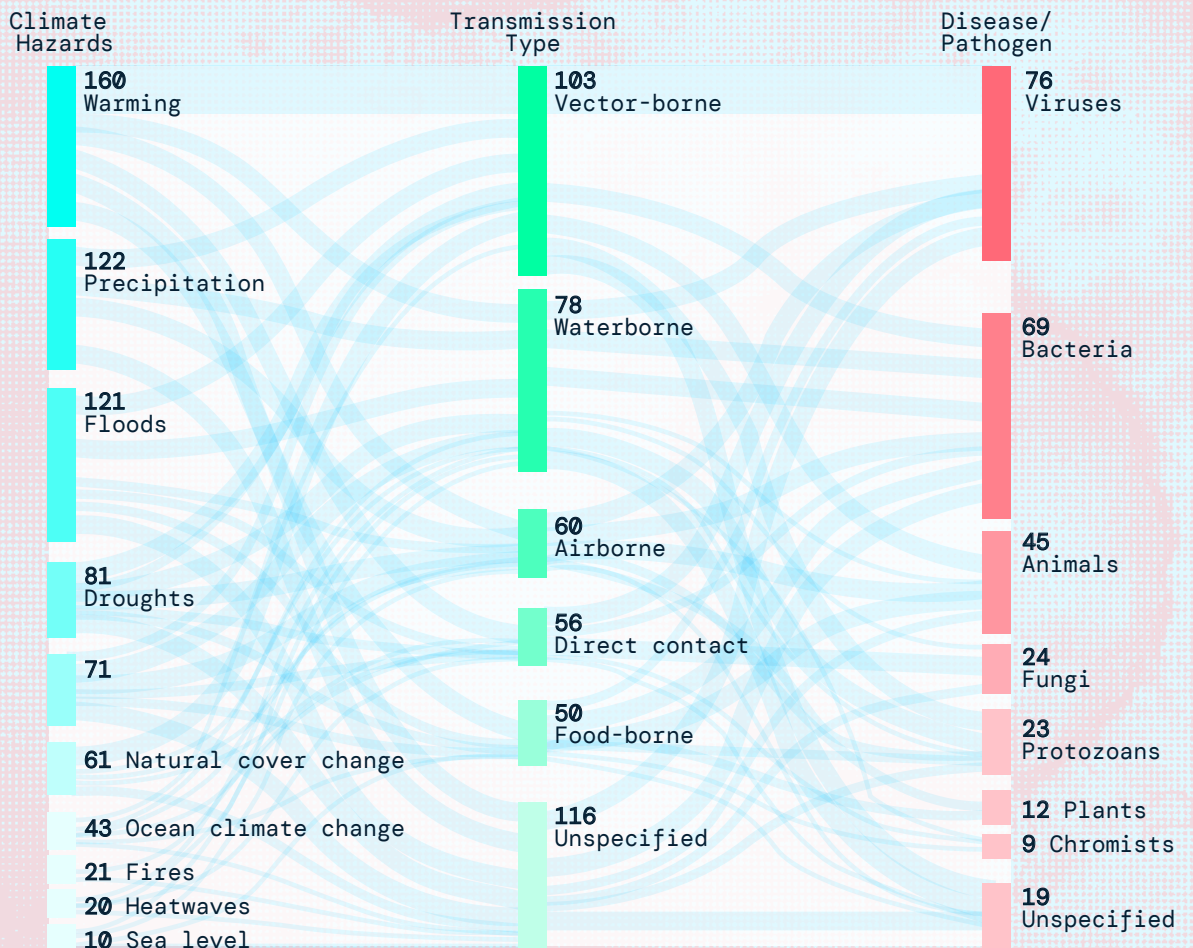 Climate
Hazards
Transmission
Type
Disease/
Pathogen
160
Warming
122
Precipitation
121
Floods
81
Droughts
71
61 Natural cover change
43 Ocean climate change
21 Fires
20 Heatwaves
10 Sea level
103
Vector-borne
78
Waterborne
60
Airborne
56
Direct contact
50
Food-borne
116
Unspecified
76
Viruses
69
Bacteria
45
Animals
24
Fungi
23
Protozoans
12 Plants
9 Chromists
19
Unspecified